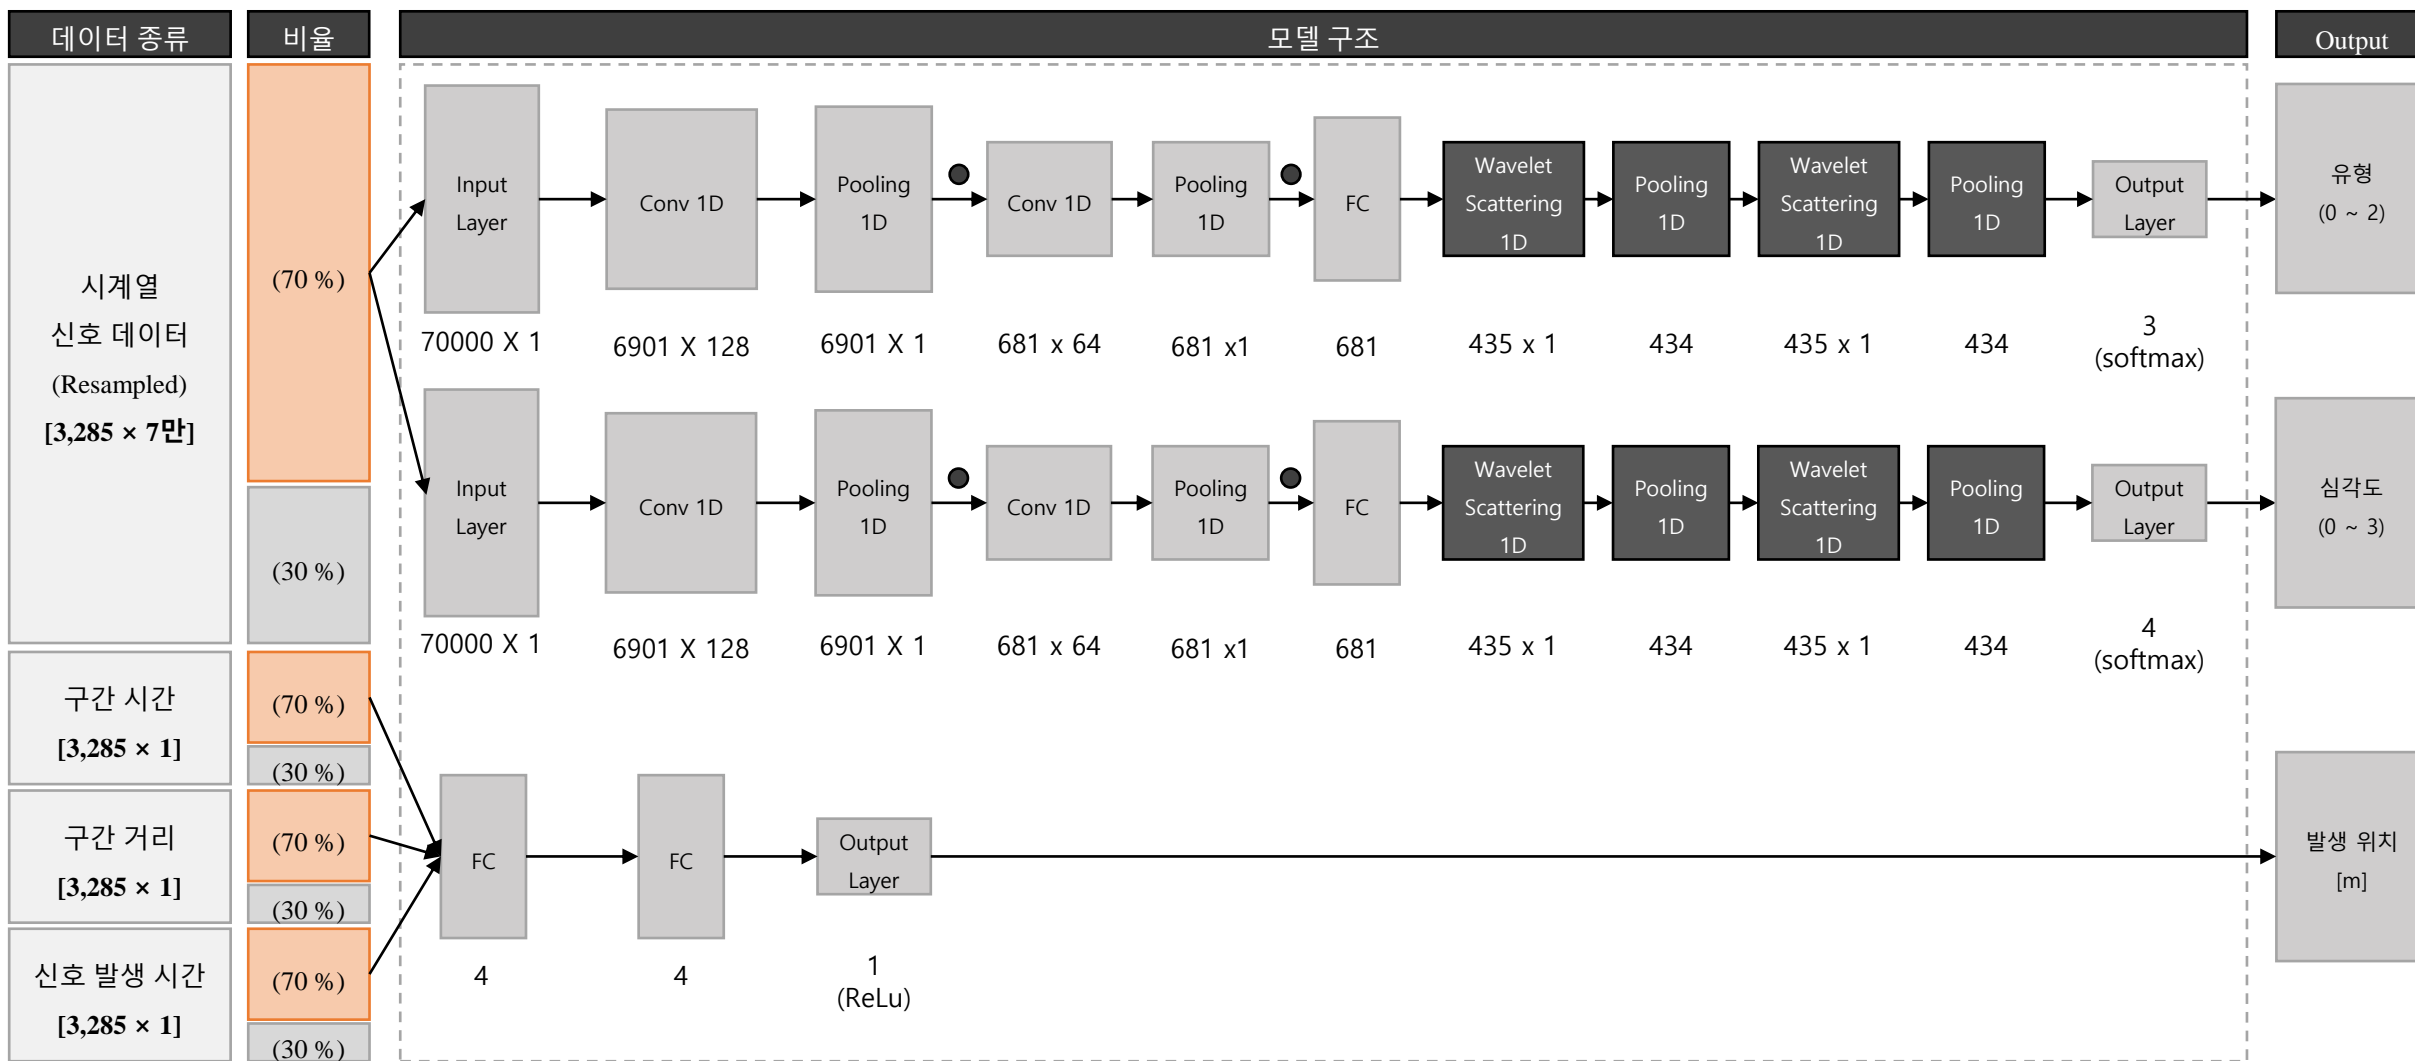 데이터 종류
비율
모델 구조
Output
시계열
신호 데이터
(Resampled)
[3,285 × 7만]
(70 %)
(30 %)
Input
Layer
Conv 1D
Pooling
1D
Conv 1D
Pooling
1D
FC
Wavelet
Scattering
1D
Pooling
1D
Wavelet
Scattering
1D
Pooling
1D
Output
Layer
유형
(0 ~ 2)
70000 X 1
6901 X 128
6901 X 1
681 x 64
681 x1
681
435 x 1
434
435 x 1
434
3
(softmax)
Input
Layer
Conv 1D
Pooling
1D
Conv 1D
Pooling
1D
FC
Wavelet
Scattering
1D
Pooling
1D
Wavelet
Scattering
1D
Pooling
1D
Output
Layer
심각도
(0 ~ 3)
70000 X 1
6901 X 128
6901 X 1
681 x 64
681 x1
681
435 x 1
434
435 x 1
434
4
(softmax)
구간 시간
[3,285 × 1]
(70 %)
(30 %)
구간 거리
[3,285 × 1]
(70 %)
(30 %)
신호 발생 시간
[3,285 × 1]
(70 %)
(30 %)
FC
FC
Output
Layer
발생 위치
[m]
4
4
1
(ReLu)